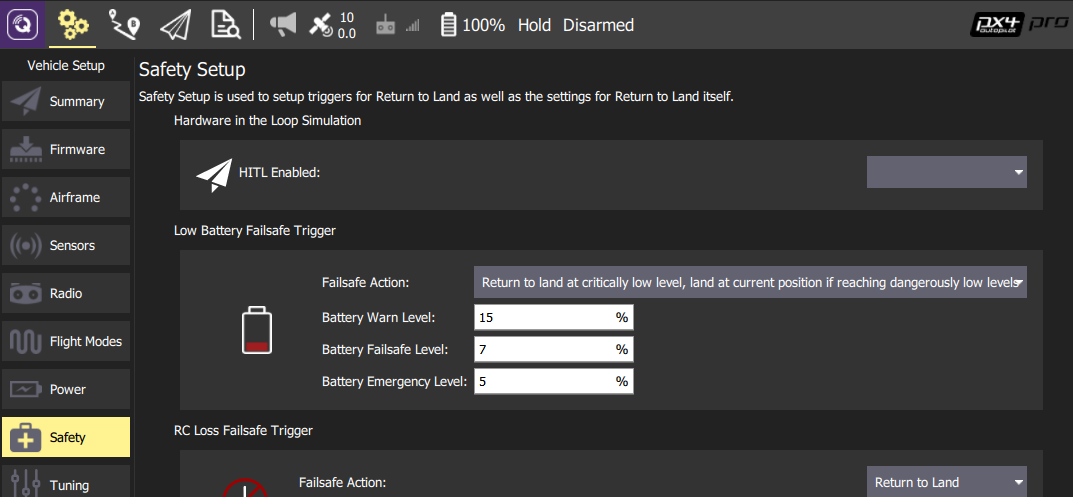 10
0.0
100% Hold Disarmed
px4 pro
autopilot
Vehicle Setup
Summary
Firmware
Airframe
Sensors
Radio
Flight Modes
Power
Safety
Tuning
Safety Setup
Safety Setup is used to setup triggers for Return to Land as well as the settings for Return to Land itself.
Hardware in the Loop Simulation
HITL Enabled:
Low Battery Failsafe Trigger
Failsafe Action: Return to land at critically low level, land at current position if reaching dangerously low levels
Battery Warn Level: 15 %
Battery Failsafe Level: 7 %
Battery Emergency Level: 5 %
RC Loss Failsafe Trigger
Failsafe Action: Return to Land